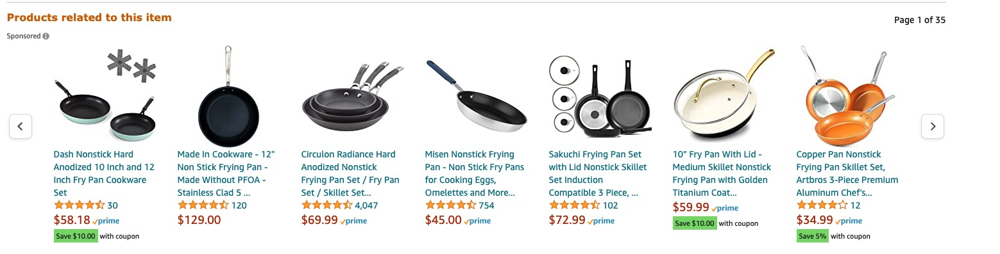 Products related to this item
Page 1 of 35
Sponsored
Dash Nonstick Hard
Anodized 10 Inch and 12
Inch Fry Pan Cookware
Set
30
$58.18 prime
Save $10.00 with coupon
Made In Cookware - 12"
Non Stick Frying Pan -
Made Without PFOA -
Stainless Clad 5 ...
120
$129.00
Circulon Radiance Hard
Anodized Nonstick
Frying Pan Set / Fry Pan
Set / Skillet Set...
4,047
$69.99 prime
Misen Nonstick Frying
Pan - Non Stick Fry Pans
for Cooking Eggs,
Omelettes and More...
754
$45.00 prime
Sakuchi Frying Pan Set
with Lid Nonstick Skillet
Set Induction
Compatible 3 Piece, ...
102
$72.99 prime
10” Fry Pan With Lid -
Medium Skillet Nonstick
Frying Pan with Golden
Titanium Coat...
$59.99 prime
Save $10.00 with coupon
Copper Pan Nonstick
Frying Pan Skillet Set,
Artbros 3-Piece Premium
Aluminum Chef's...
12
$34.99 prime
Save 5% with coupon